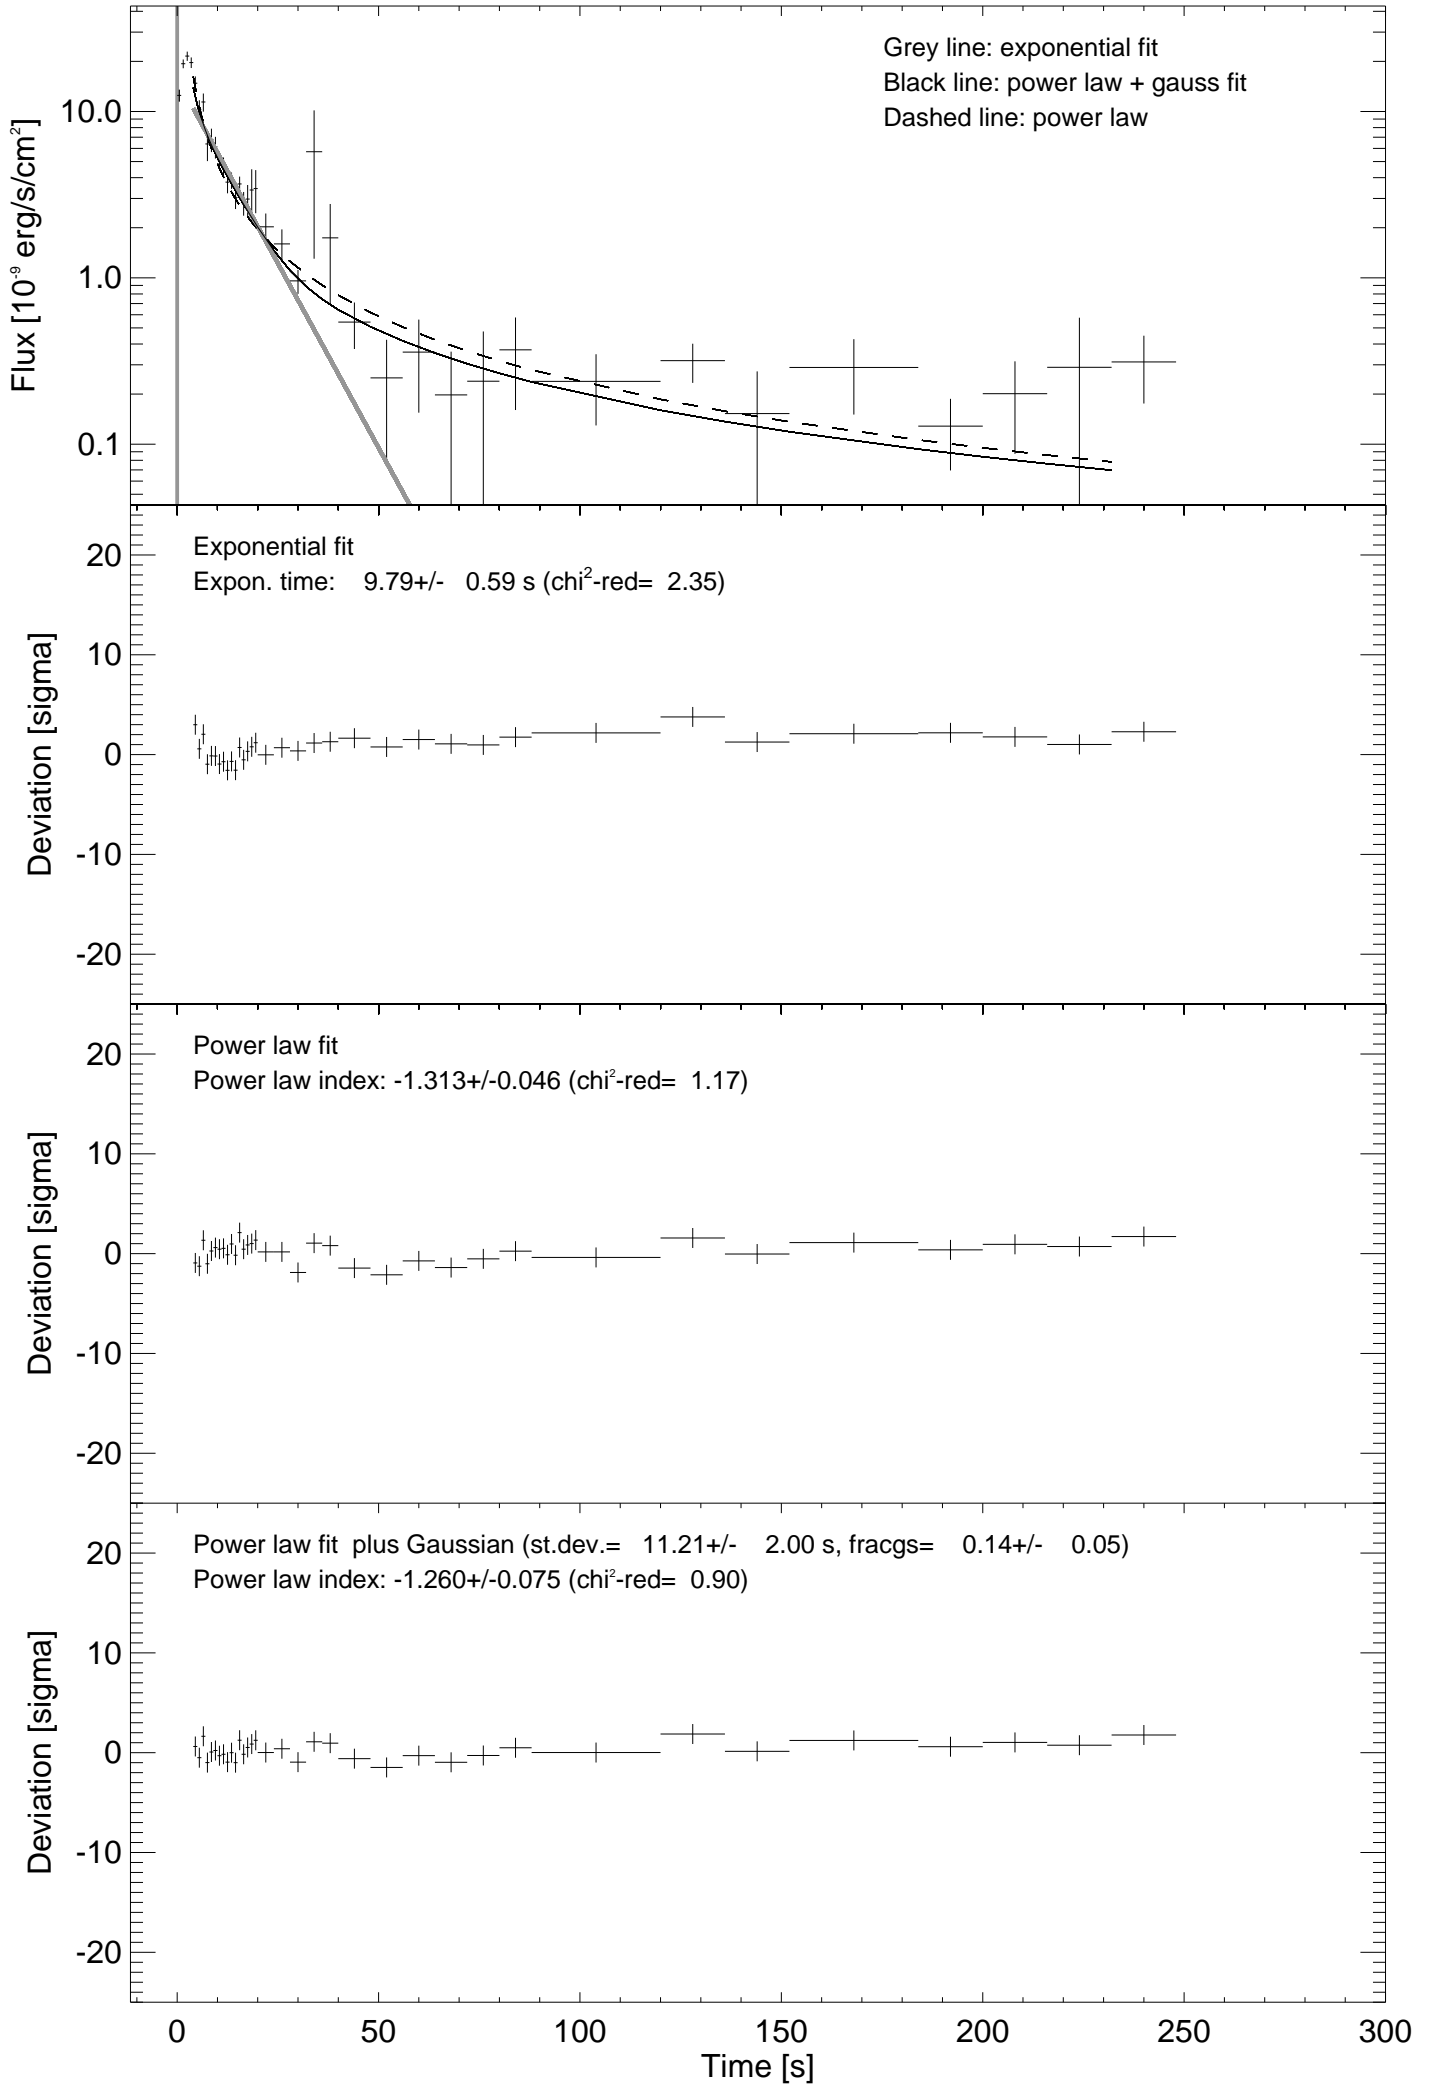 Grey line: exponential fit
Black line: power law + gauss fit
Dashed line: power law
10.0
1.0
0.1
Flux [10⁻⁹ erg/s/cm²]
Exponential fit
Expon. time: 9.79+/- 0.59 s (chi²-red= 2.35)
20
10
0
-10
-20
Deviation [sigma]
Power law fit
Power law index: -1.313+/-0.046 (chi²-red= 1.17)
20
10
0
-10
-20
Deviation [sigma]
Power law fit plus Gaussian (st.dev.= 11.21+/- 2.00 s, fracgs= 0.14+/- 0.05)
Power law index: -1.260+/-0.075 (chi²-red= 0.90)
20
10
0
-10
-20
Deviation [sigma]
0 50 100 150 200 250 300
Time [s]